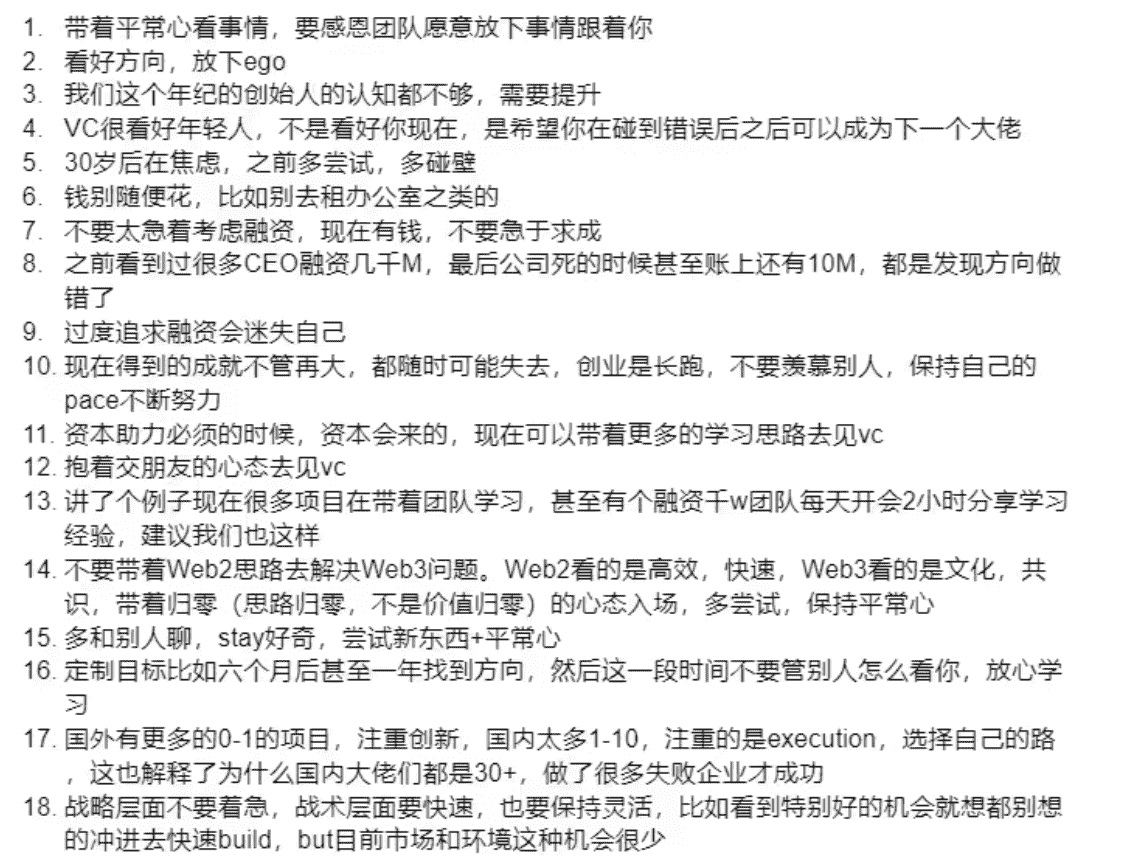 1. 带着平常心看事情，要感恩团队愿意放下事情跟着你
2. 看好方向，放下ego
3. 我们这个年纪的创始人的认知都不够，需要提升
4. VC很看好年轻人，不是看好你现在，是希望你在碰到错误后之后可以成为下一个大佬
5. 30岁后在焦虑，之前多尝试，多碰壁
6. 钱别随便花，比如别去租办公室之类的
7. 不要太急着考虑融资，现在有钱，不要急于求成
8. 之前看到过很多CEO融资几千M，最后公司死的时候甚至账上还有10M，都是发现方向做
错了
9. 过度追求融资会迷失自己
10. 现在得到的成就不管再大，都随时可能失去，创业是长跑，不要羡慕别人，保持自己的
pace不断努力
11. 资本助力必须的时候，资本会来的，现在可以带着更多的学习思路去见vc
12. 抱着交朋友的心态去见vc
13. 讲了个例子现在很多项目在带着团队学习，甚至有个融资千w团队每天开会2小时分享学习
经验，建议我们也这样
14. 不要带着Web2思路去解决Web3问题。Web2看的是高效，快速，Web3看的是文化，共
识，带着归零（思路归零，不是价值归零）的心态入场，多尝试，保持平常心
15. 多和别人聊，stay好奇，尝试新东西+平常心
16. 定制目标比如六个月后甚至一年找到方向，然后这一段时间不要管别人怎么看你，放心学
习
17. 国外有更多的0-1的项目，注重创新，国内太多1-10，注重的是execution，选择自己的路
，这也解释了为什么国内大佬们都是30+，做了很多失败企业才成功
18. 战略层面不要着急，战术层面要快速，也要保持灵活，比如看到特别好的机会就想都别想
的冲进去快速build，but目前市场和环境这种机会很少